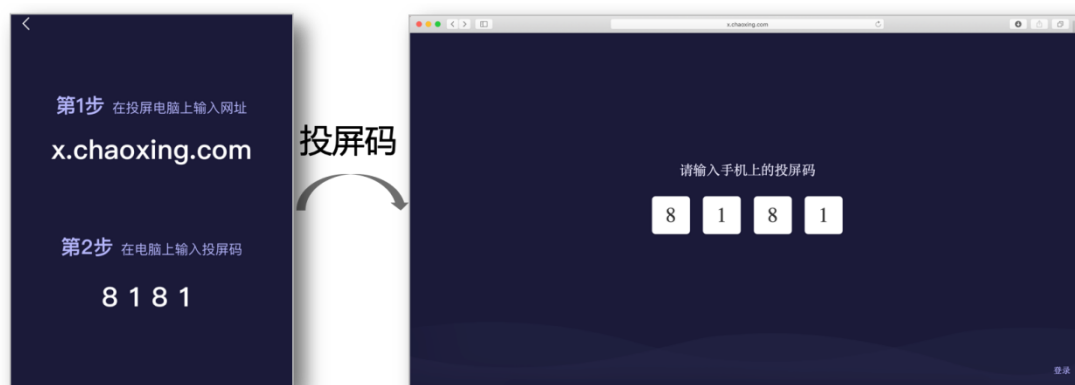 第1步 在投屏电脑上输入网址
x.chaoxing.com
第2步 在电脑上输入投屏码
8 1 8 1
投屏码
x.chaoxing.com
请输入手机上的投屏码
8 1 8 1
登录